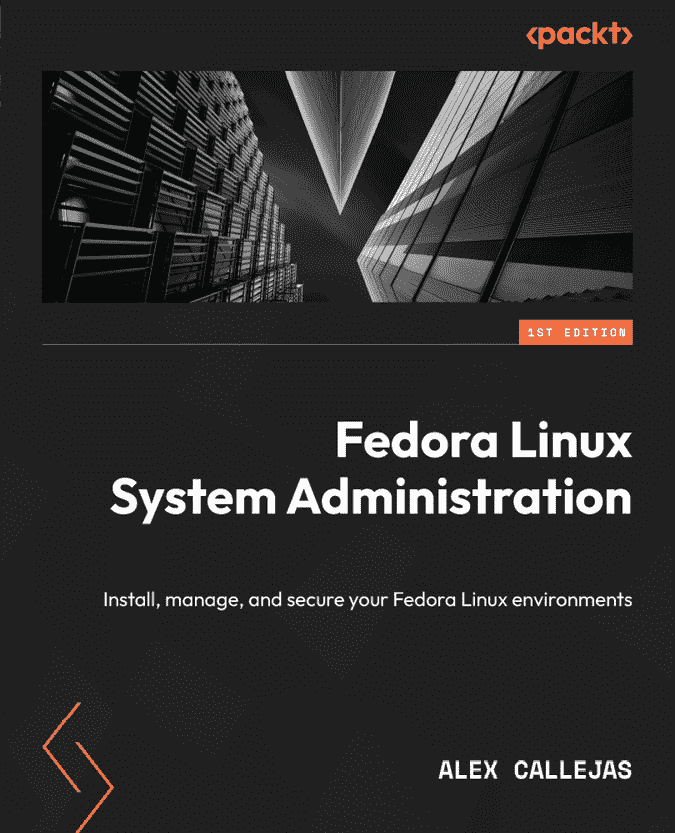 <packt>
1ST EDITION
Fedora Linux
System Administration
Install, manage, and secure your Fedora Linux environments
ALEX CALLEJAS